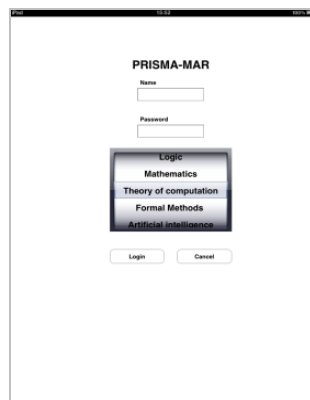 iPad 15:52 100%
PRISMA-MAR
Name
Password
Logic
Mathematics
Theory of computation
Formal Methods
Artificial intelligence
Login Cancel